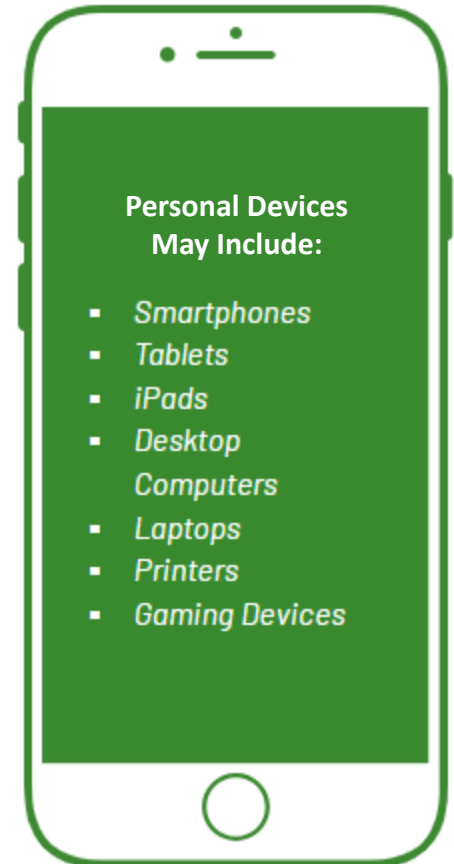 Personal Devices
May Include:
▪ Smartphones
▪ Tablets
▪ iPads
▪ Desktop
Computers
▪ Laptops
▪ Printers
▪ Gaming Devices